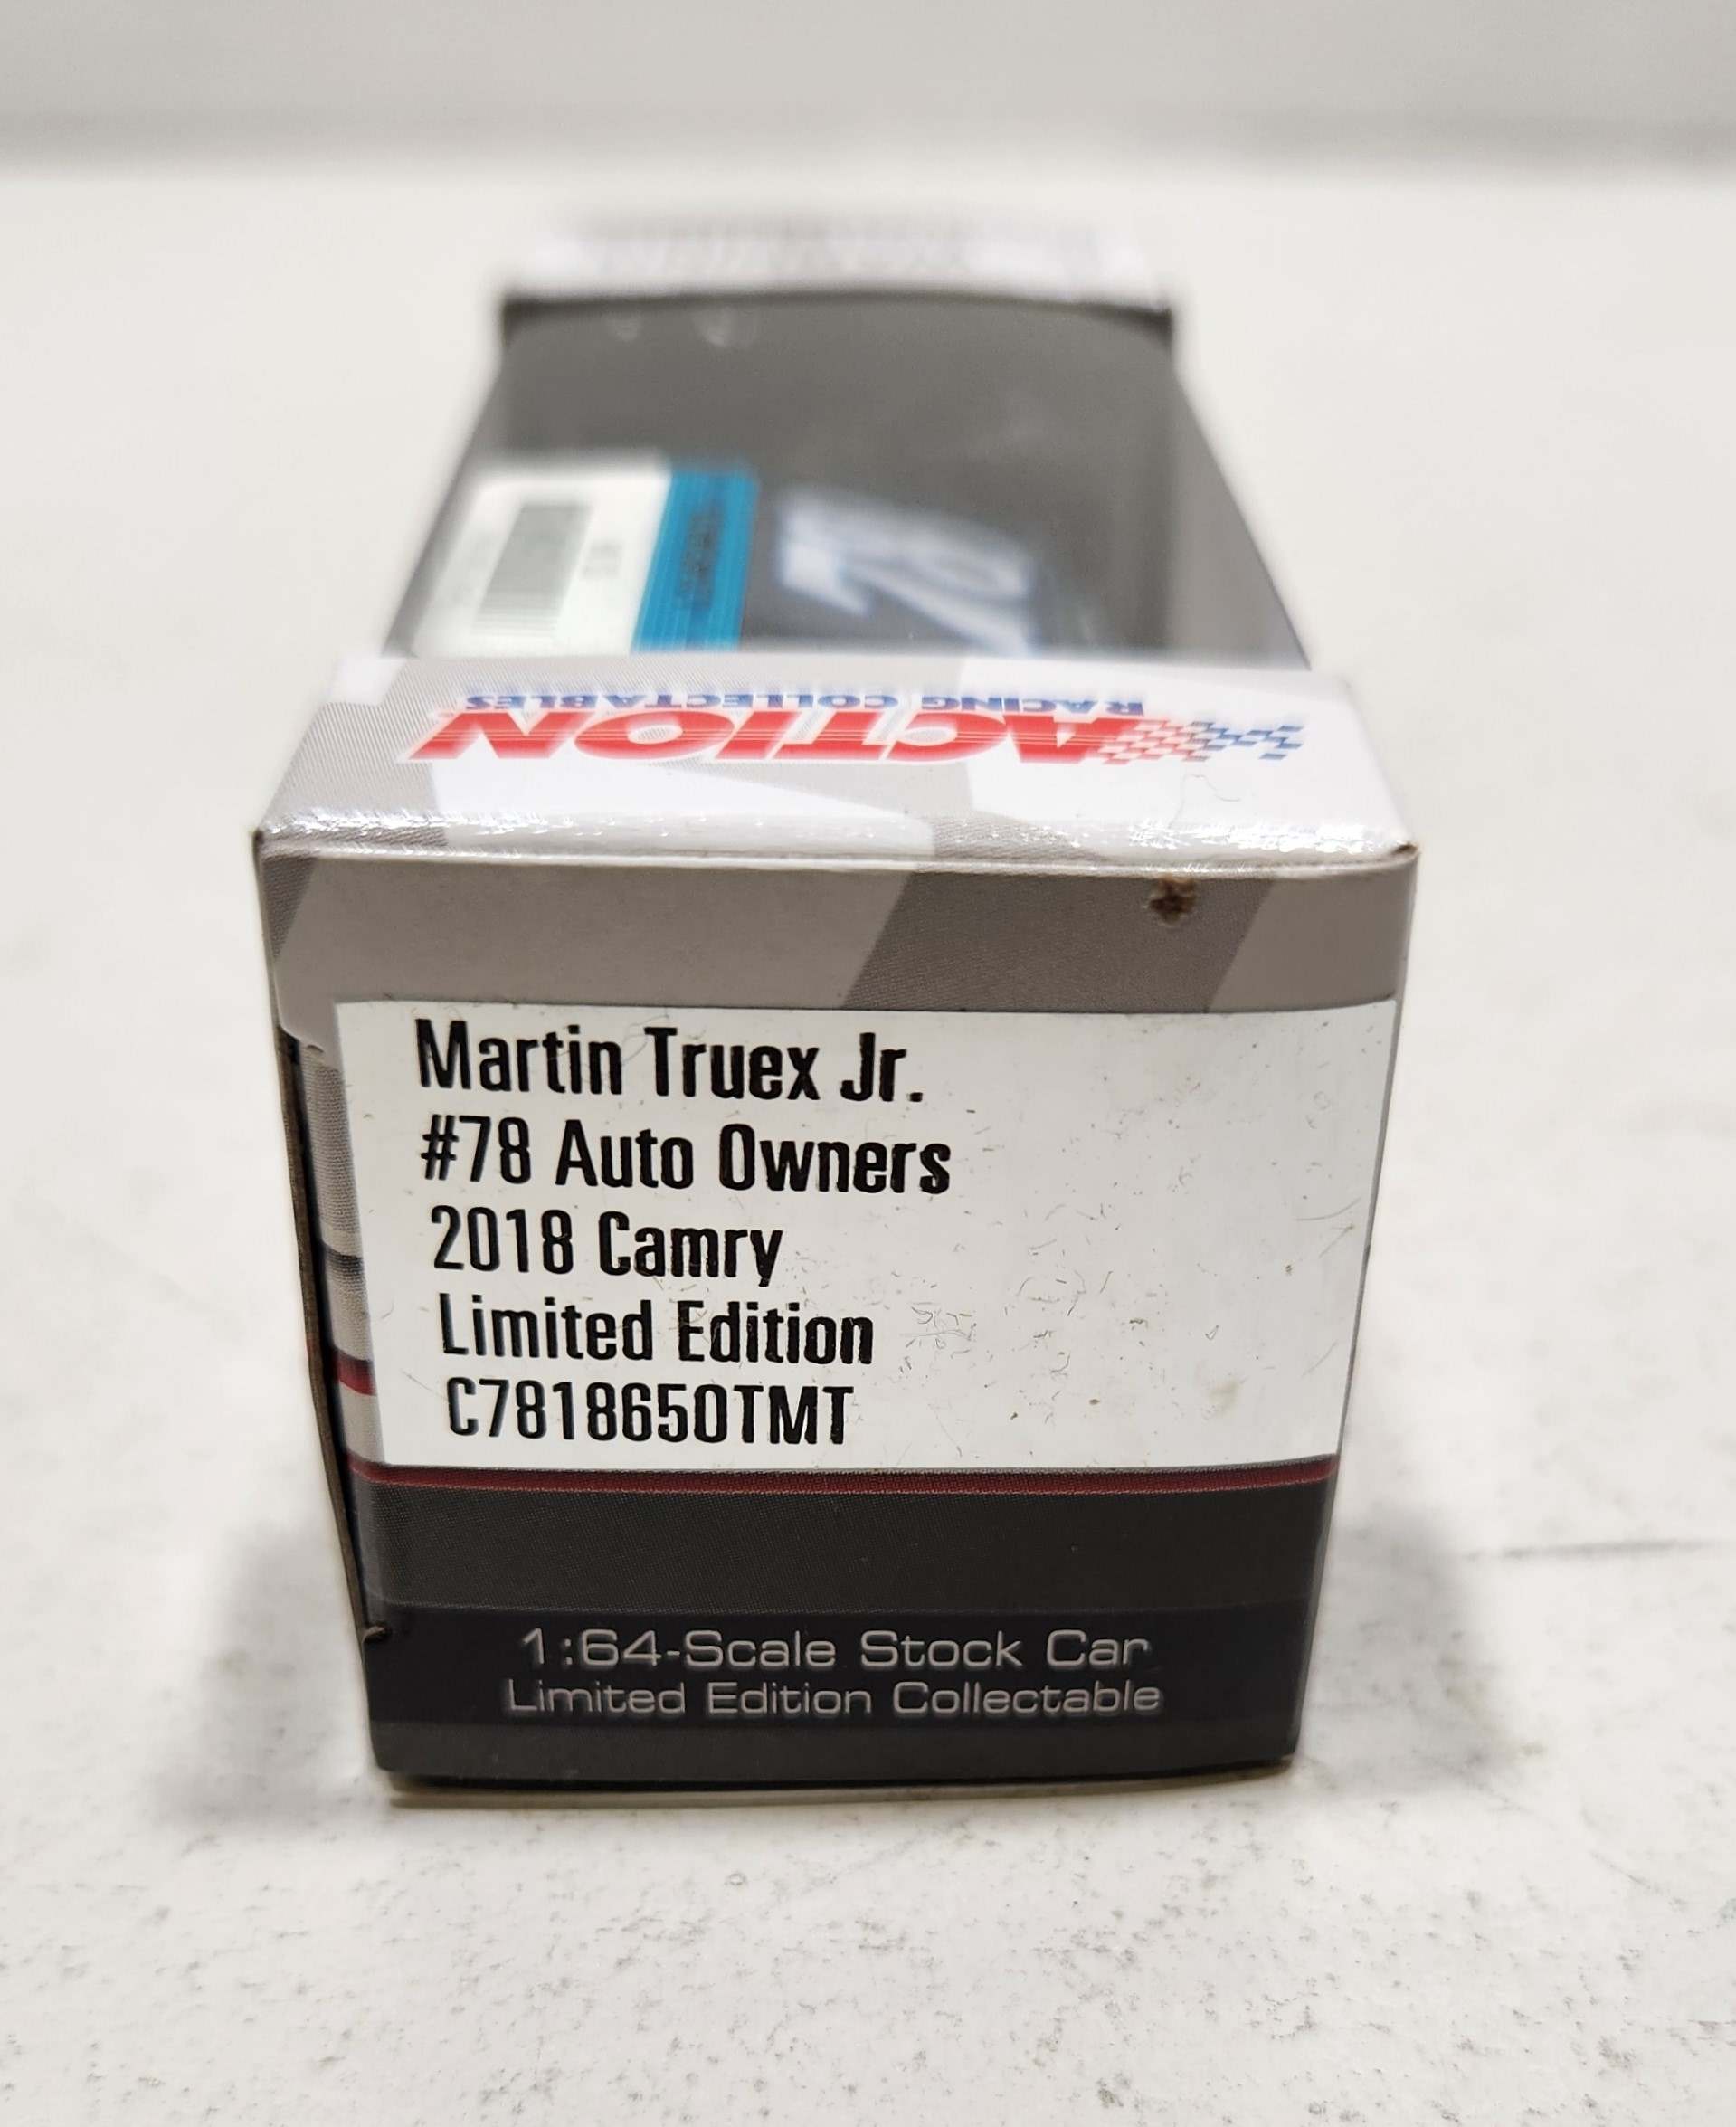 RACING COLLECTABLES
ACTION
Martin Truex Jr.
#78 Auto Owners
2018 Camry
Limited Edition
C7818650TMT
1:64-Scale Stock Car
Limited Edition Collectable